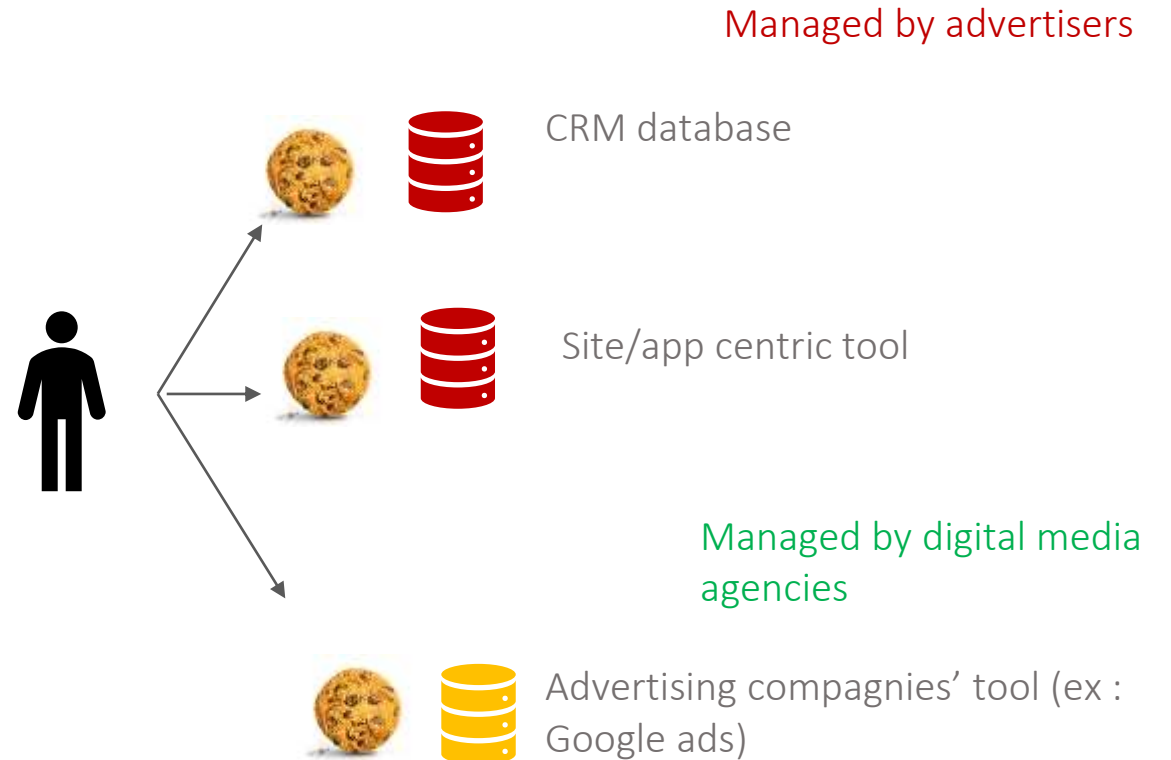 Managed by advertisers
CRM database
Site/app centric tool
Managed by digital media
agencies
Advertising compagnies’ tool (ex :
Google ads)